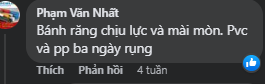 Phạm Văn Nhất
Bánh răng chịu lực và mài mòn. Pvc
và pp ba ngày rụng
Thích Phản hồi 4 tuần